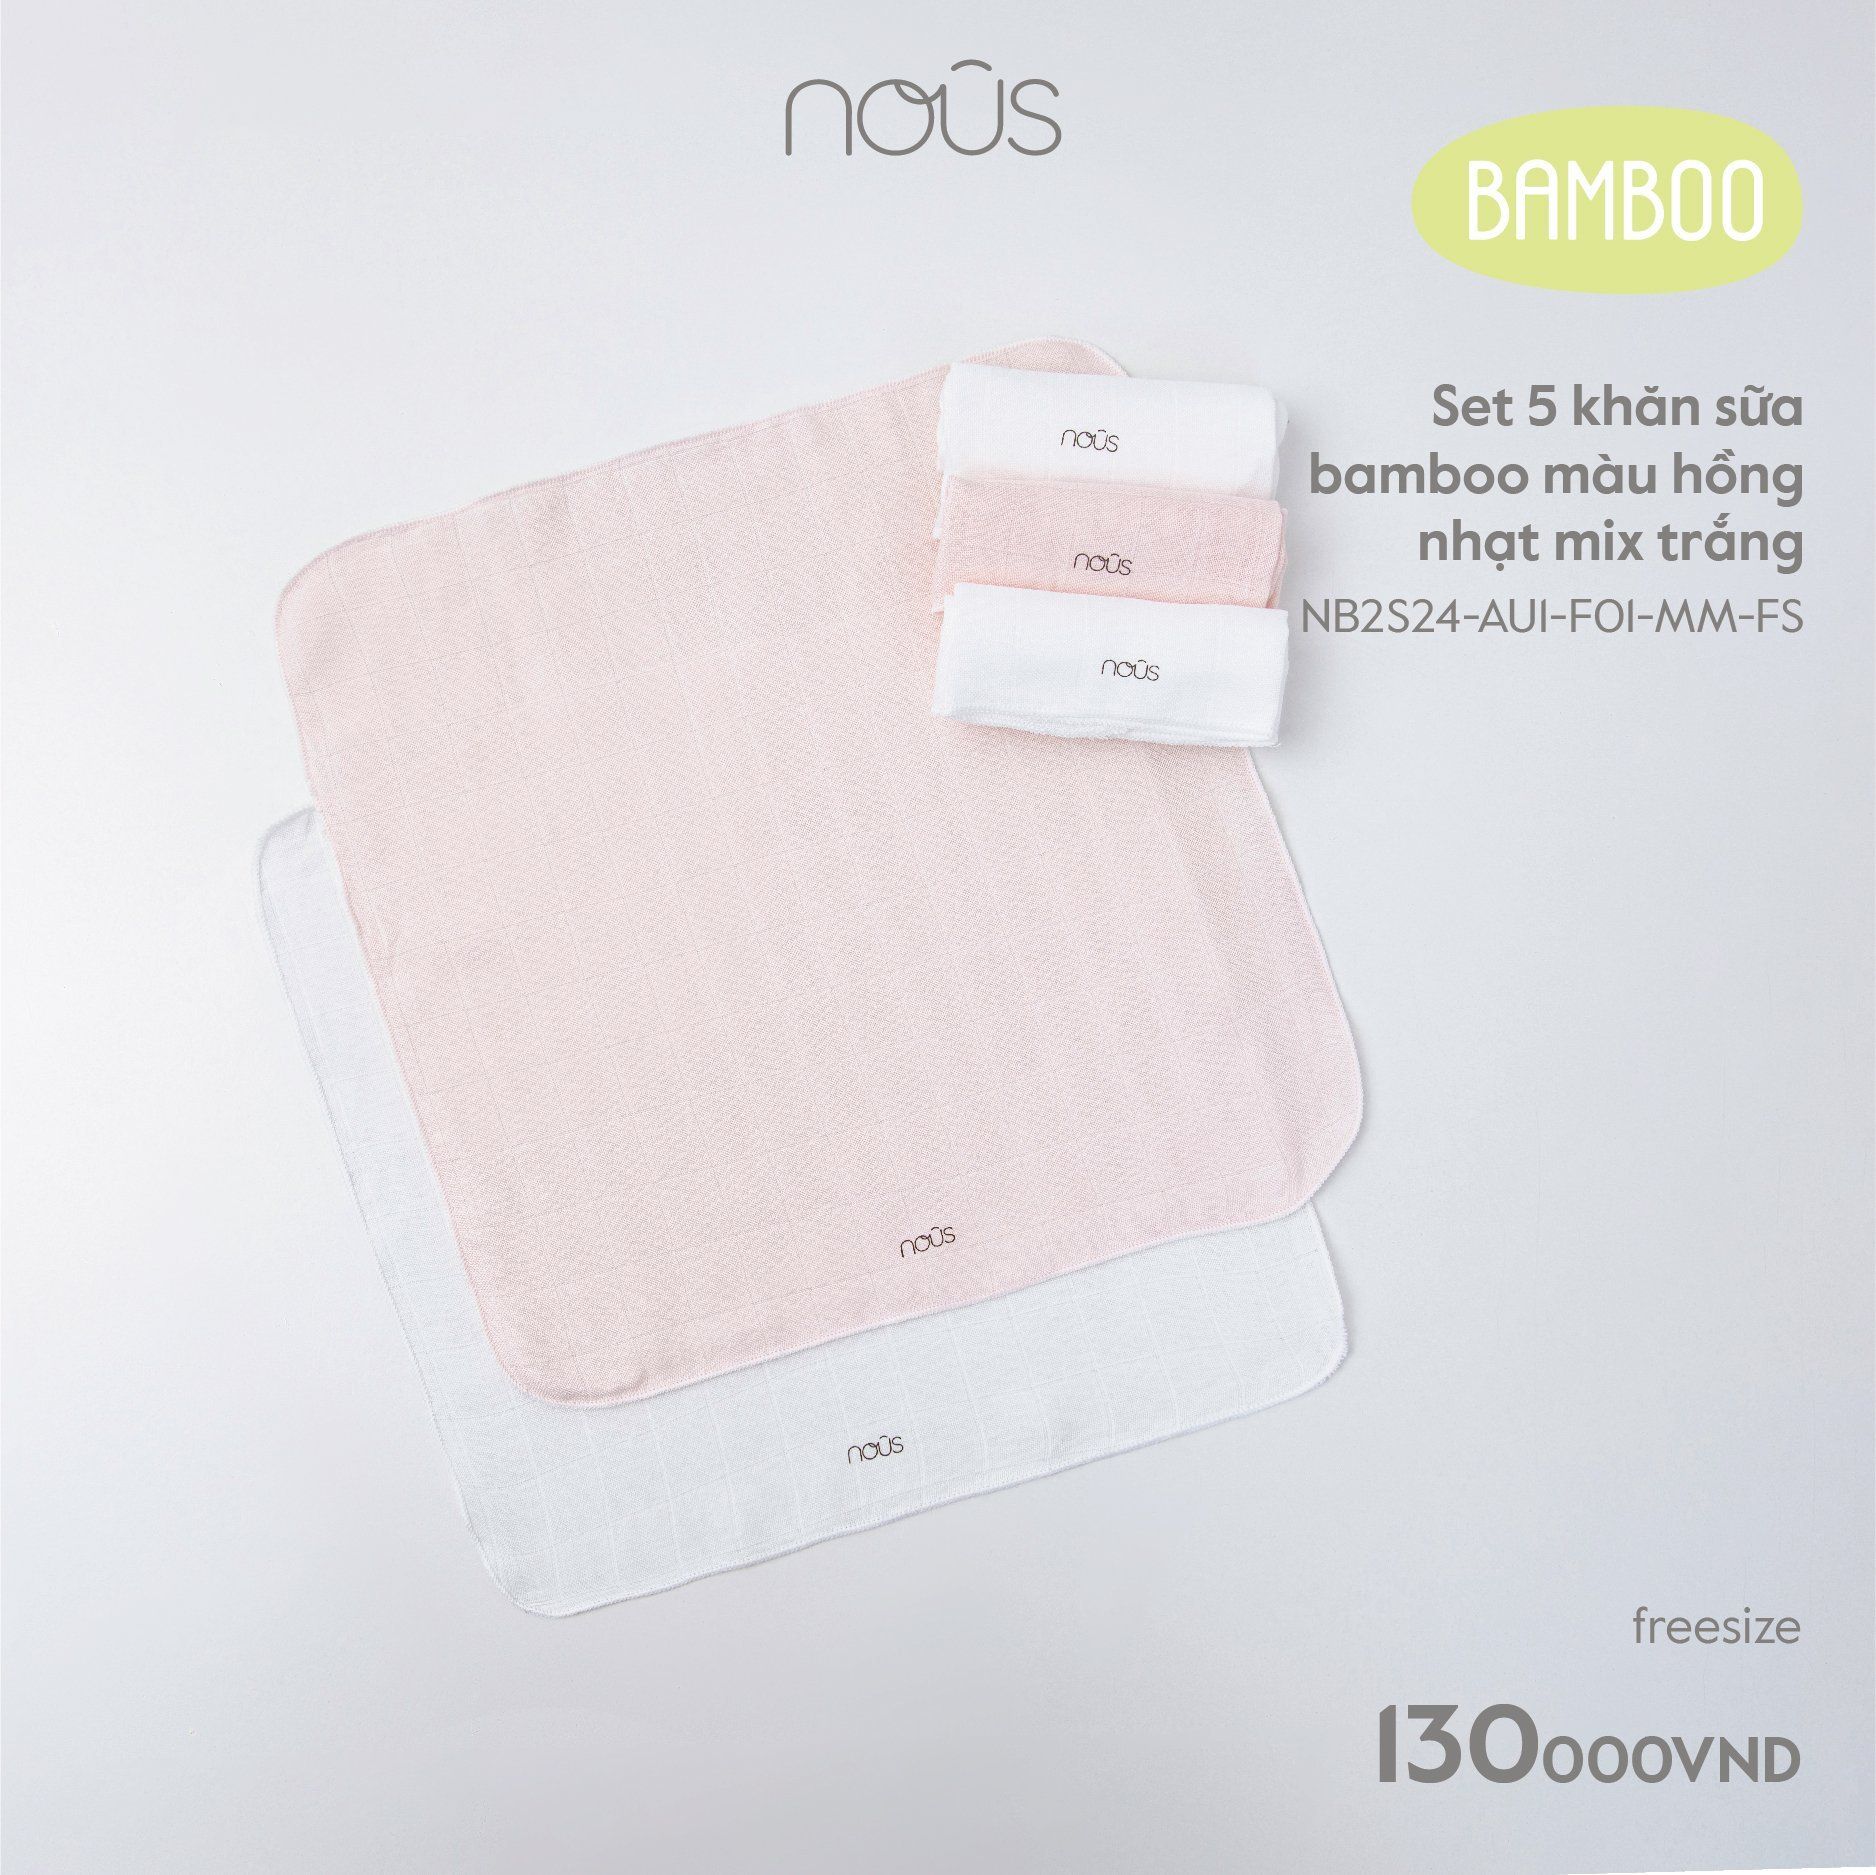 noûs
BAMBOO
Set 5 khăn sữa
bamboo màu hồng
nhạt mix trắng
NB2S24-AU1-F01-MM-FS
noûs
noûs
noûs
noûs
noûs
freesize
130000VND